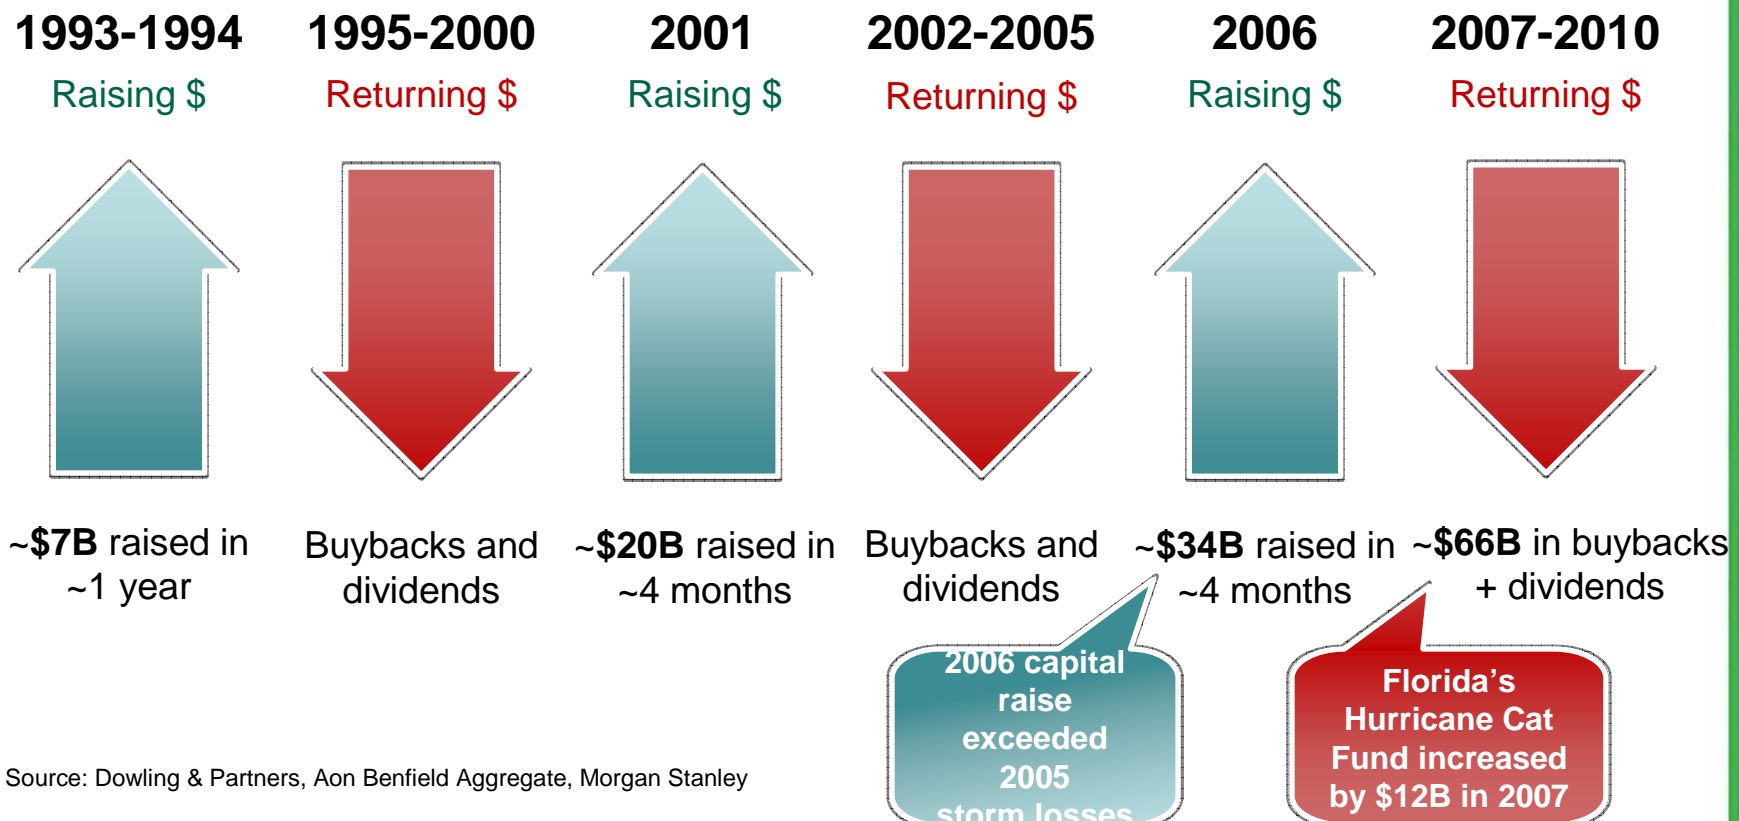 1993-1994
Raising $
~$7B raised in
~1 year
1995-2000
Returning $
Buybacks and
dividends
2001
Raising $
~$20B raised in
~4 months
2002-2005
Returning $
Buybacks and
dividends
2006
Raising $
~$34B raised in
~4 months
2007-2010
Returning $
~$66B in buybacks
+ dividends
2006 capital
raise
exceeded
2005
storm losses
Florida’s
Hurricane Cat
Fund increased
by $12B in 2007
Source: Dowling & Partners, Aon Benfield Aggregate, Morgan Stanley